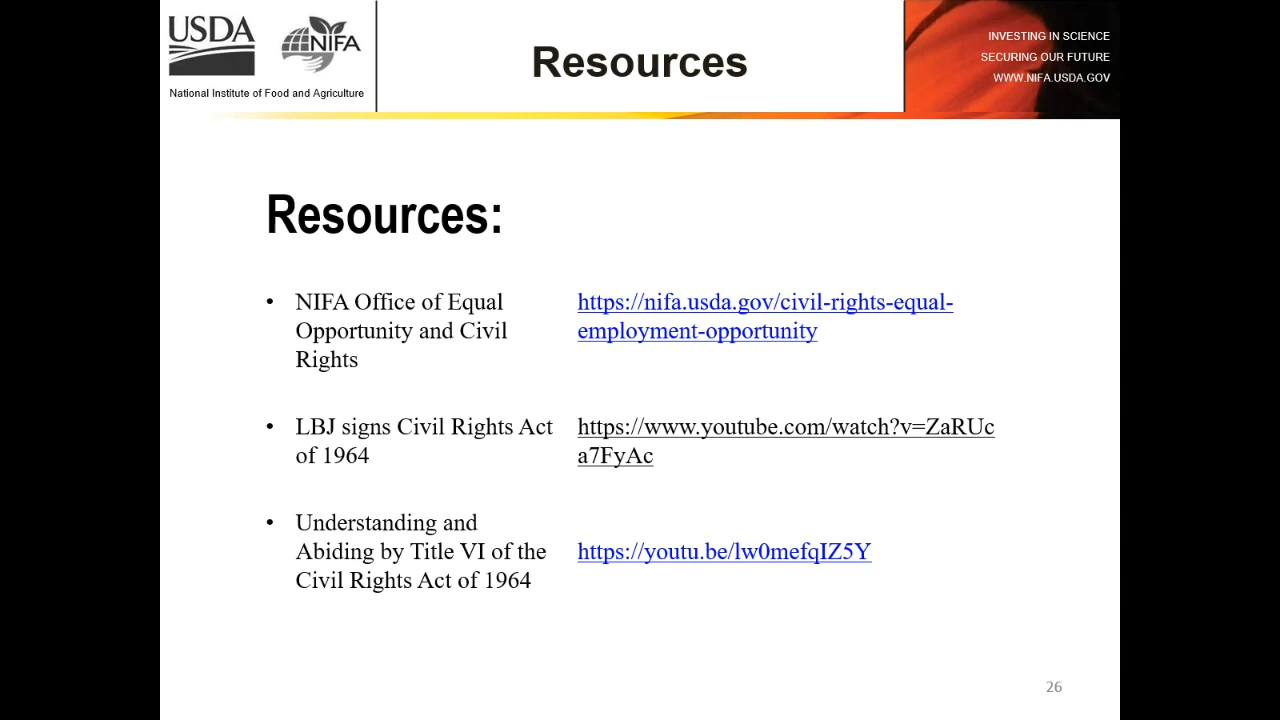 USDA
NIFA
National Institute of Food and Agriculture
Resources
INVESTING IN SCIENCE
SECURING OUR FUTURE
WWW.NIFA.USDA.GOV
Resources:
• NIFA Office of Equal
Opportunity and Civil
Rights
https://nifa.usda.gov/civil-rights-equal-
employment-opportunity
• LBJ signs Civil Rights Act
of 1964
https://www.youtube.com/watch?v=ZaRUc
a7FyAc
• Understanding and
Abiding by Title VI of the
Civil Rights Act of 1964
https://youtu.be/lw0mefqIZ5Y
26